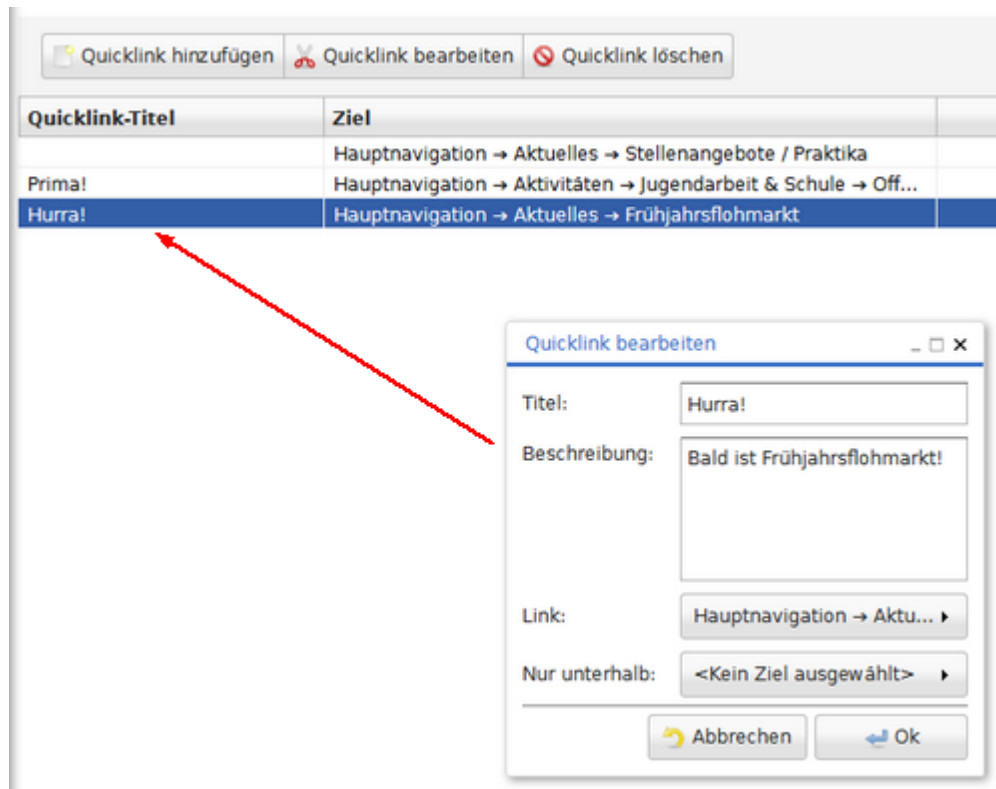 Quicklink hinzufügen Quicklink bearbeiten Quicklink löschen
Quicklink-Titel Ziel
Hauptnavigation → Aktuelles → Stellenangebote / Praktika
Prima! Hauptnavigation → Aktivitäten → Jugendarbeit & Schule → Off...
Hurra! Hauptnavigation → Aktuelles → Frühjahrsflohmarkt
Quicklink bearbeiten
Titel: Hurra!
Beschreibung: Bald ist Frühjahrsflohmarkt!
Link: Hauptnavigation → Aktu...
Nur unterhalb: <Kein Ziel ausgewählt>
Abbrechen Ok